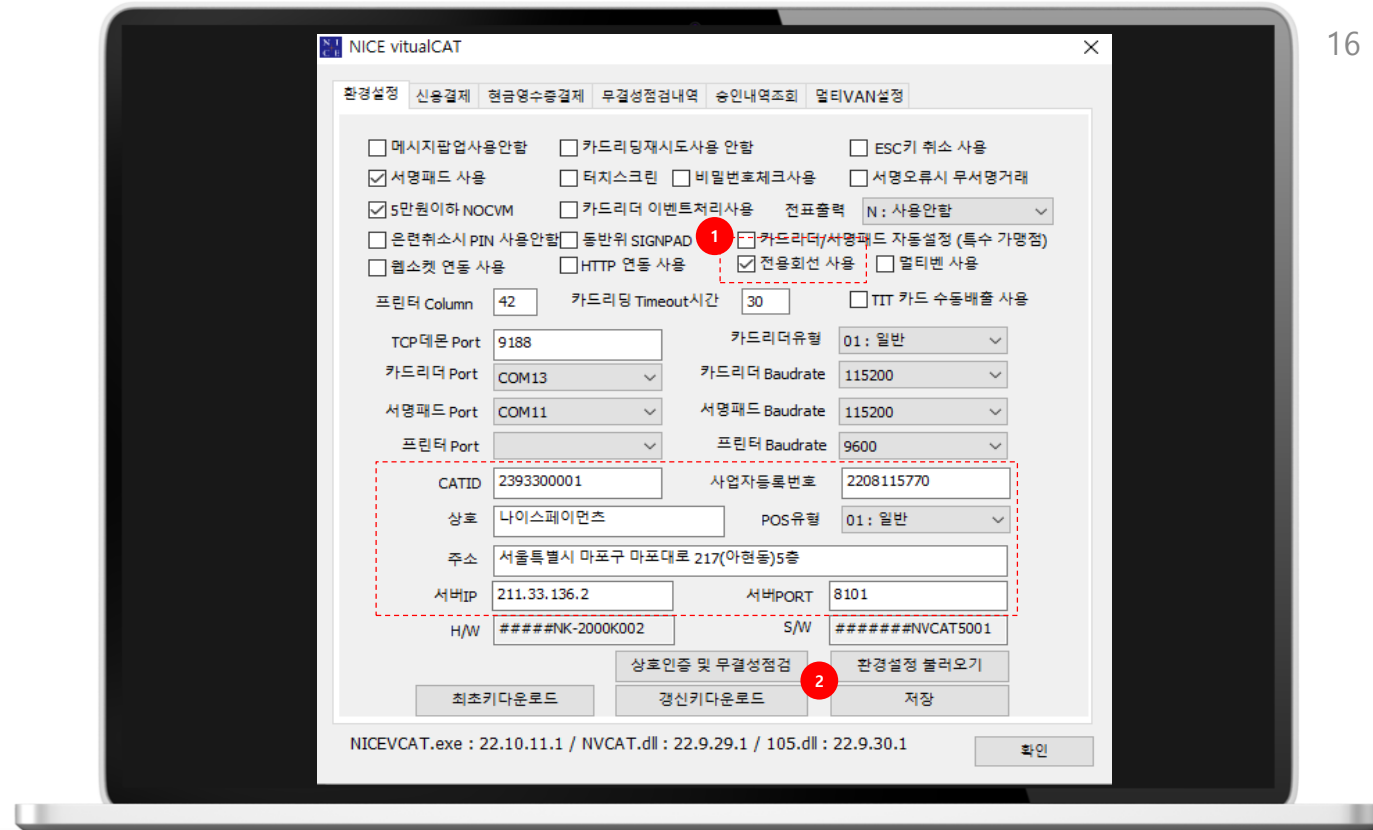 16
NICE vitualCAT
환경설정 신용결제 현금영수증결제 무결성점검내역 승인내역조회 멀티VAN설정
메시지팝업사용안함 카드리딩재시도사용 안함 ESC키 취소 사용
서명패드 사용 터치스크린 비밀번호체크사용 서명오류시 무서명거래
5만원이하 NOCVM 카드리더 이벤트처리사용 전표출력 N : 사용안함
은련취소시 PIN 사용안함 동반위 SIGNPAD 1 카드리더/서명패드 자동설정 (특수 가맹점)
웹소켓 연동 사용 HTTP 연동 사용 전용회선 사용 멀티벤 사용
프린터 Column 42 카드리딩 Timeout시간 30 TIT 카드 수동배출 사용
TCP데몬 Port 9188 카드리더유형 01 : 일반
카드리더 Port COM13 카드리더 Baudrate 115200
서명패드 Port COM11 서명패드 Baudrate 115200
프린터 Port 프린터 Baudrate 9600
CATID 2393300001 사업자등록번호 2208115770
상호 나이스페이먼츠 POS유형 01 : 일반
주소 서울특별시 마포구 마포대로 217(아현동)5층
서버IP 211.33.136.2 서버PORT 8101
H/W #####NK-2000K002 S/W #######NVCAT5001
상호인증 및 무결성점검 환경설정 불러오기
2
최초키다운로드 갱신키다운로드 저장
NICEVCAT.exe : 22.10.11.1 / NVCAT.dll : 22.9.29.1 / 105.dll : 22.9.30.1
확인